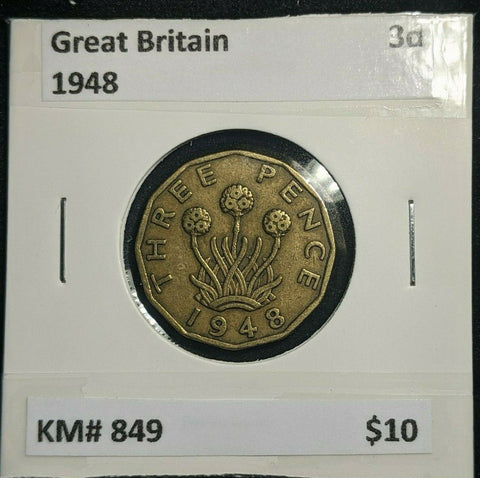 Great Britain 3d
1948
THREE PENCE
1948
KM# 849 $10